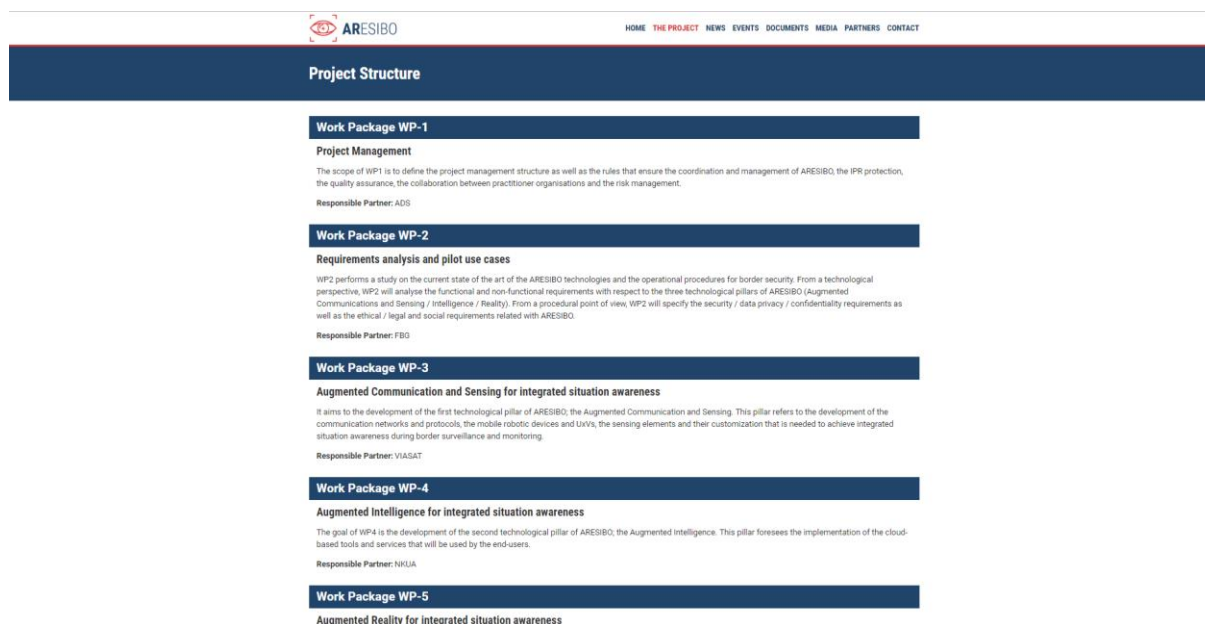 ARESIBO
HOME THE PROJECT NEWS EVENTS DOCUMENTS MEDIA PARTNERS CONTACT
Project Structure
Work Package WP-1
Project Management
The scope of WP1 is to define the project management structure as well as the rules that ensure the coordination and management of ARESIBO, the IPR protection,
the quality assurance, the collaboration between practitioner organisations and the risk management.
Responsible Partner: ADS
Work Package WP-2
Requirements analysis and pilot use cases
WP2 performs a study on the current state of the art of the ARESIBO technologies and the operational procedures for border security. From a technological
perspective, WP2 will analyse the functional and non-functional requirements with respect to the three technological pillars of ARESIBO (Augmented
Communications and Sensing / Intelligence / Reality). From a procedural point of view, WP2 will specify the security / data privacy / confidentiality requirements as
well as the ethical / legal and social requirements related with ARESIBO.
Responsible Partner: FBG
Work Package WP-3
Augmented Communication and Sensing for integrated situation awareness
It aims to the development of the first technological pillar of ARESIBO; the Augmented Communication and Sensing. This pillar refers to the development of the
communication networks and protocols, the mobile robotic devices and UxVs, the sensing elements and their customization that is needed to achieve integrated
situation awareness during border surveillance and monitoring.
Responsible Partner: VIASAT
Work Package WP-4
Augmented Intelligence for integrated situation awareness
The goal of WP4 is the development of the second technological pillar of ARESIBO; the Augmented Intelligence. This pillar foresees the implementation of the cloud-
based tools and services that will be used by the end-users.
Responsible Partner: NKUA
Work Package WP-5
Augmented Reality for integrated situation awareness